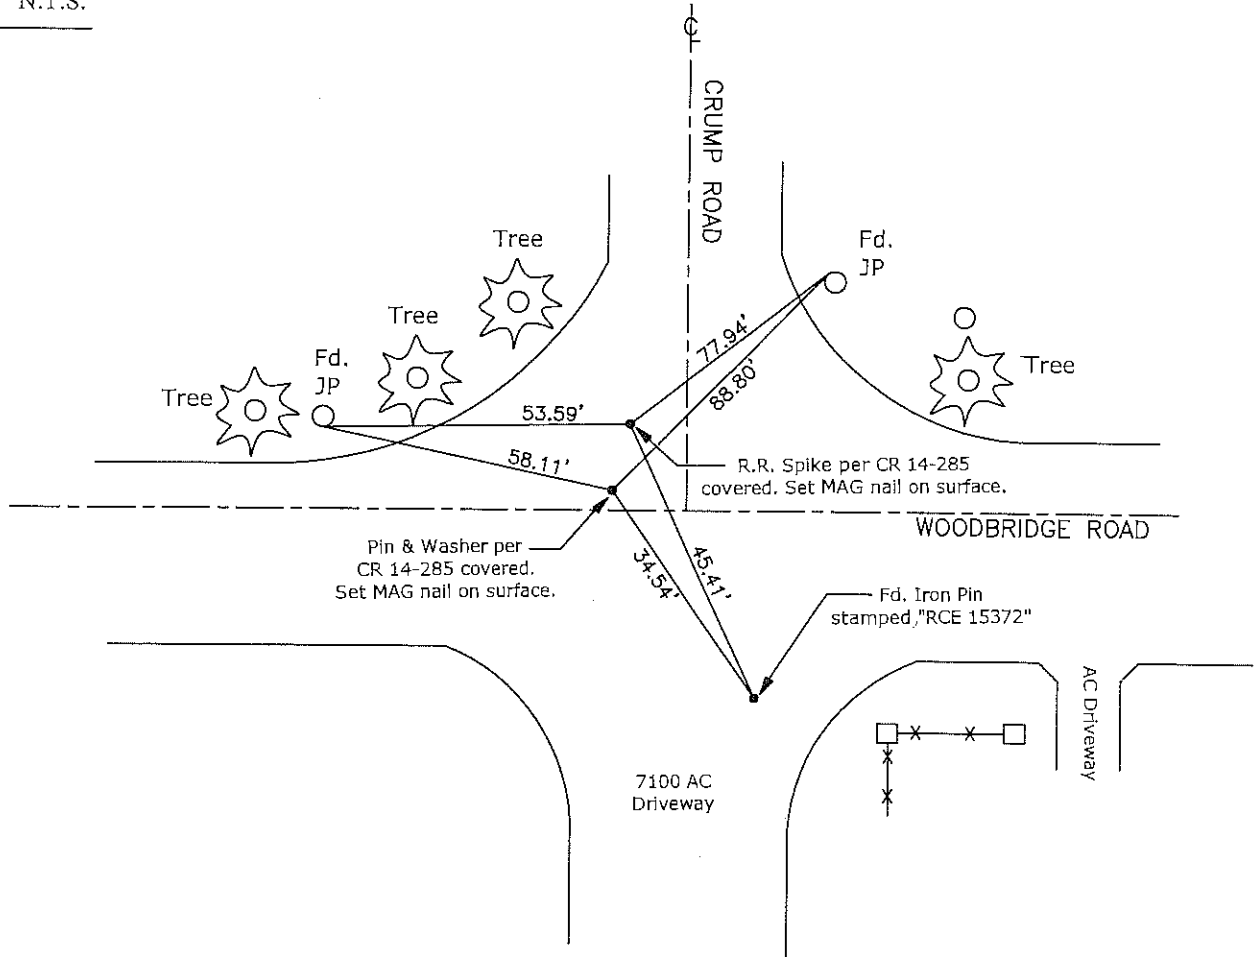 N.T.S.
℄
CRUMP ROAD
Tree
Fd.
JP
Tree
Fd.
JP
Tree
Tree
77.94'
88.80'
53.59'
58.11'
R.R. Spike per CR 14-285
covered. Set MAG nail on surface.
WOODBRIDGE ROAD
Pin & Washer per
CR 14-285 covered.
Set MAG nail on surface.
34.54'
45.41'
Fd. Iron Pin
stamped,"RCE 15372"
AC Driveway
7100 AC
Driveway